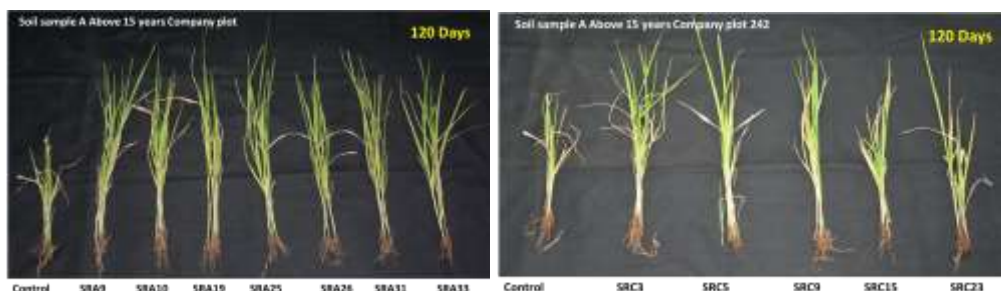 Soil sample A Above 15 years Company plot
120 Days
Control SBA9 SBA10 SBA19 SBA25 SBA26 SBA31 SBA33
Soil sample A Above 15 years Company plot 242
120 Days
Control SRC3 SRC5 SRC9 SRC15 SRC23